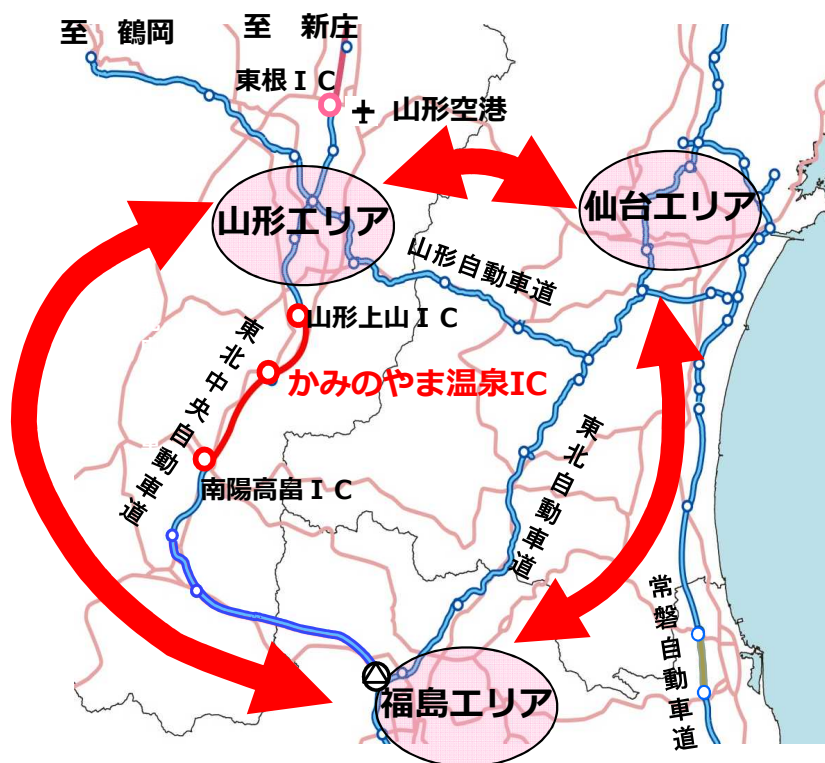 至　鶴岡
至　新庄
東根ＩＣ
山形空港
山形エリア
仙台エリア
山形自動車道
山形上山ＩＣ
かみのやま温泉IC
東北中央自動車道
南陽高畠ＩＣ
東北自動車道
常磐自動車道
福島エリア